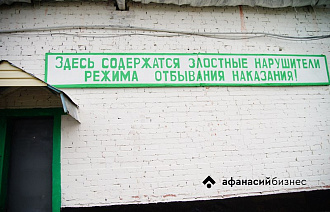 ЗДЕСЬ СОДЕРЖАТСЯ ЗЛОСТНЫЕ НАРУШИТЕЛИ
РЕЖИМА ОТБЫВАНИЯ НАКАЗАНИЯ!
афанасийбизнес